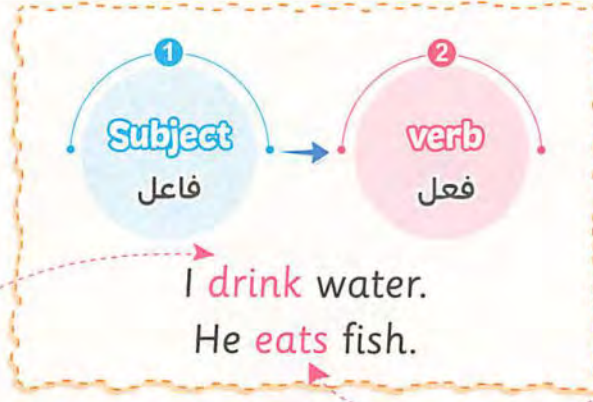 1
Subject
فاعل
2
verb
فعل
I drink water.
He eats fish.